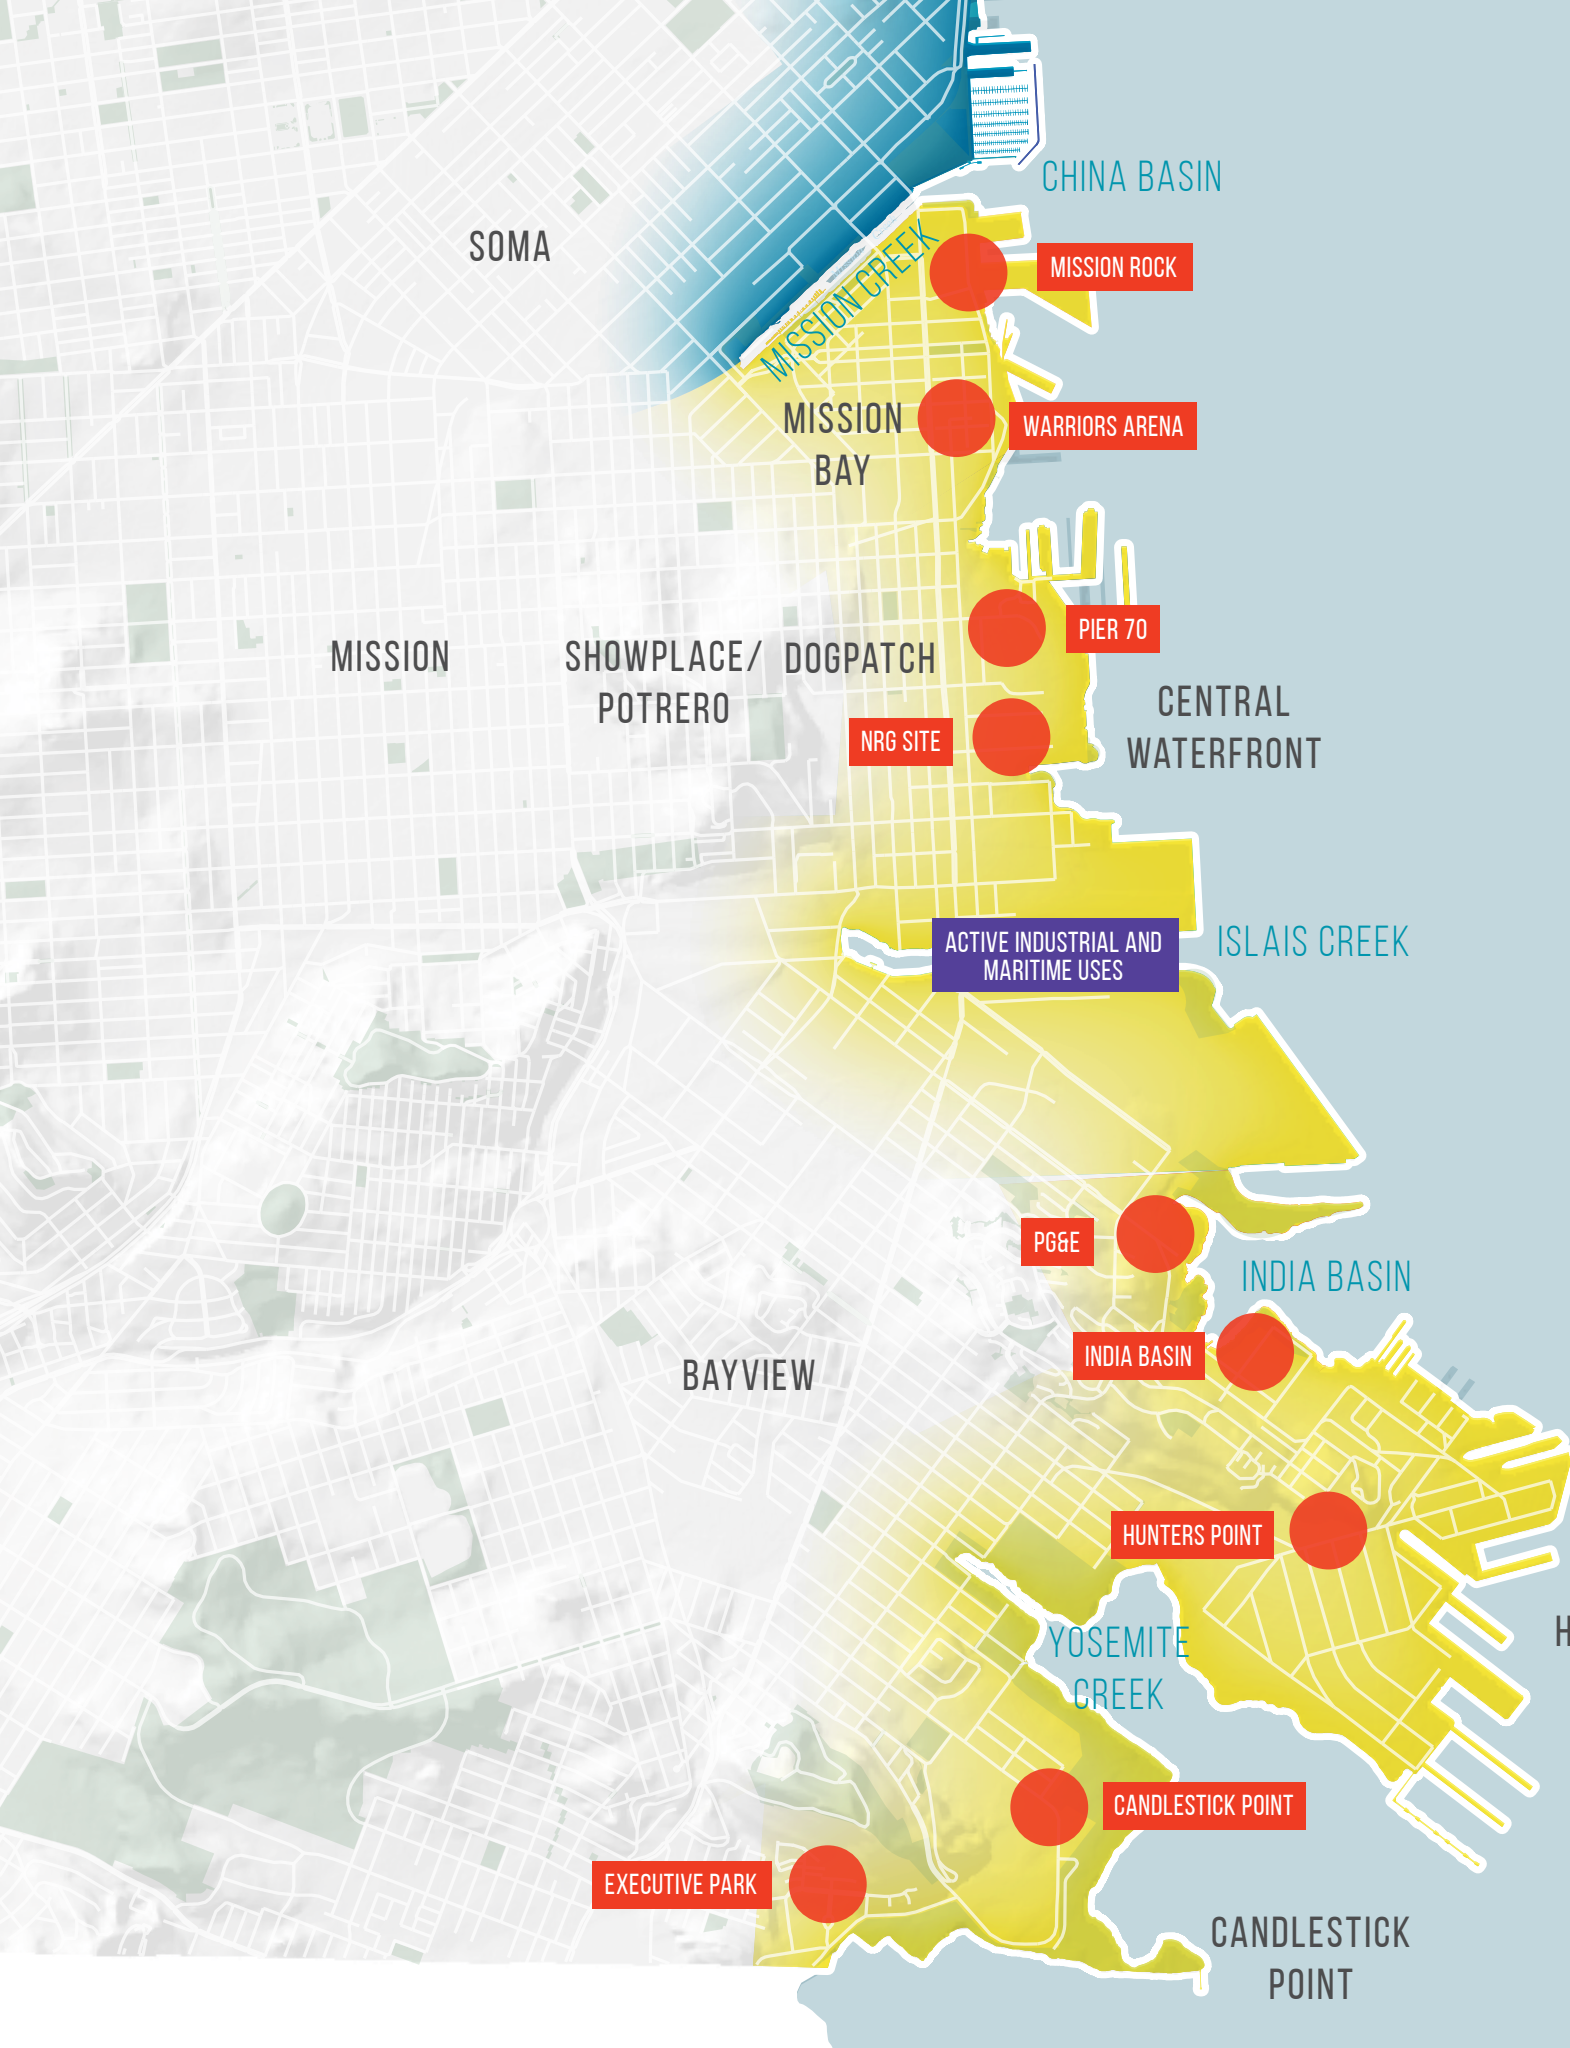 CHINA BASIN
SOMA
MISSION CREEK
MISSION ROCK
MISSION
BAY
WARRIORS ARENA
PIER 70
MISSION
SHOWPLACE/
POTRERO
DOGPATCH
CENTRAL
WATERFRONT
NRG SITE
ACTIVE INDUSTRIAL AND
MARITIME USES
ISLAIS CREEK
PG&E
INDIA BASIN
INDIA BASIN
BAYVIEW
HUNTERS POINT
H
YOSEMITE
CREEK
CANDLESTICK POINT
EXECUTIVE PARK
CANDLESTICK
POINT